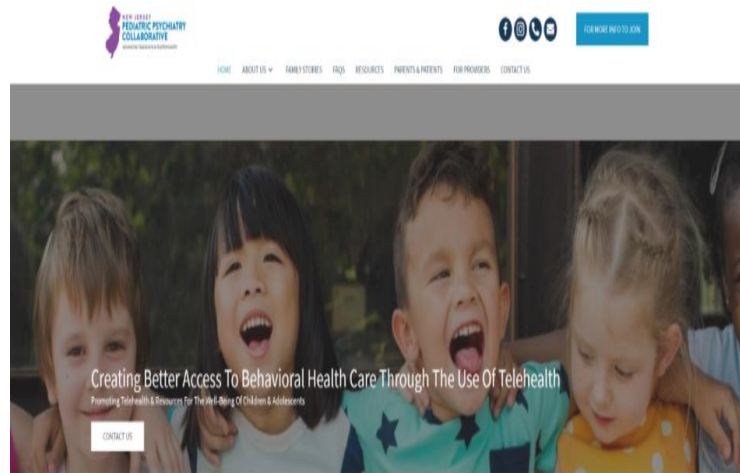 NEW JERSEY
PEDIATRIC PSYCHIATRY
COLLABORATIVE
FOR MORE INFO TO JOIN
HOME ABOUT US FAMILY STORIES FAQS RESOURCES PARENTS & PATIENTS FOR PROVIDERS CONTACT US
Creating Better Access To Behavioral Health Care Through The Use Of Telehealth
Promoting Telehealth & Resources For The Well-Being Of Children & Adolescents
CONTACT US